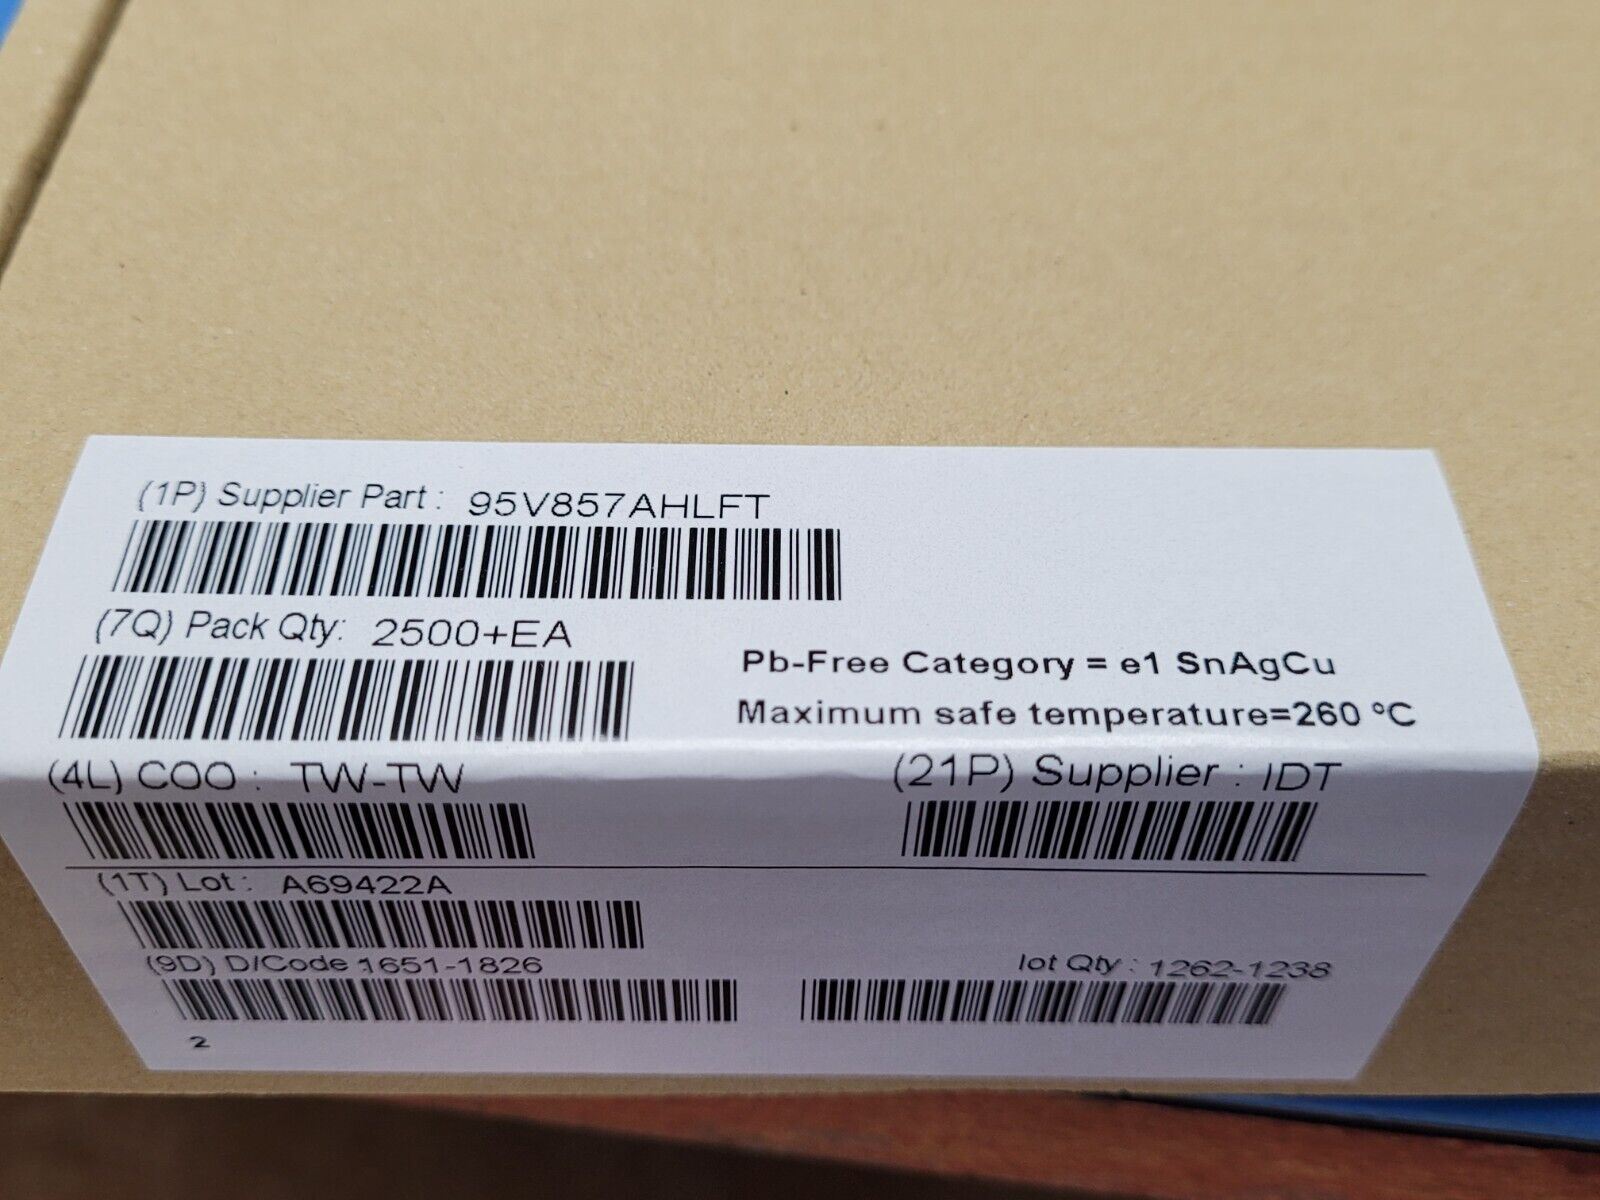 (1P) Supplier Part : 95V857AHLFT
(7Q) Pack Qty: 2500+EA
Pb-Free Category = e1 SnAgCu
Maximum safe temperature=260 ºC
(4L) COO : TW-TW
(21P) Supplier : IDT
(1T) Lot : A69422A
(9D) D/Code :1651-1826
lot Qty : 1262-1238
2